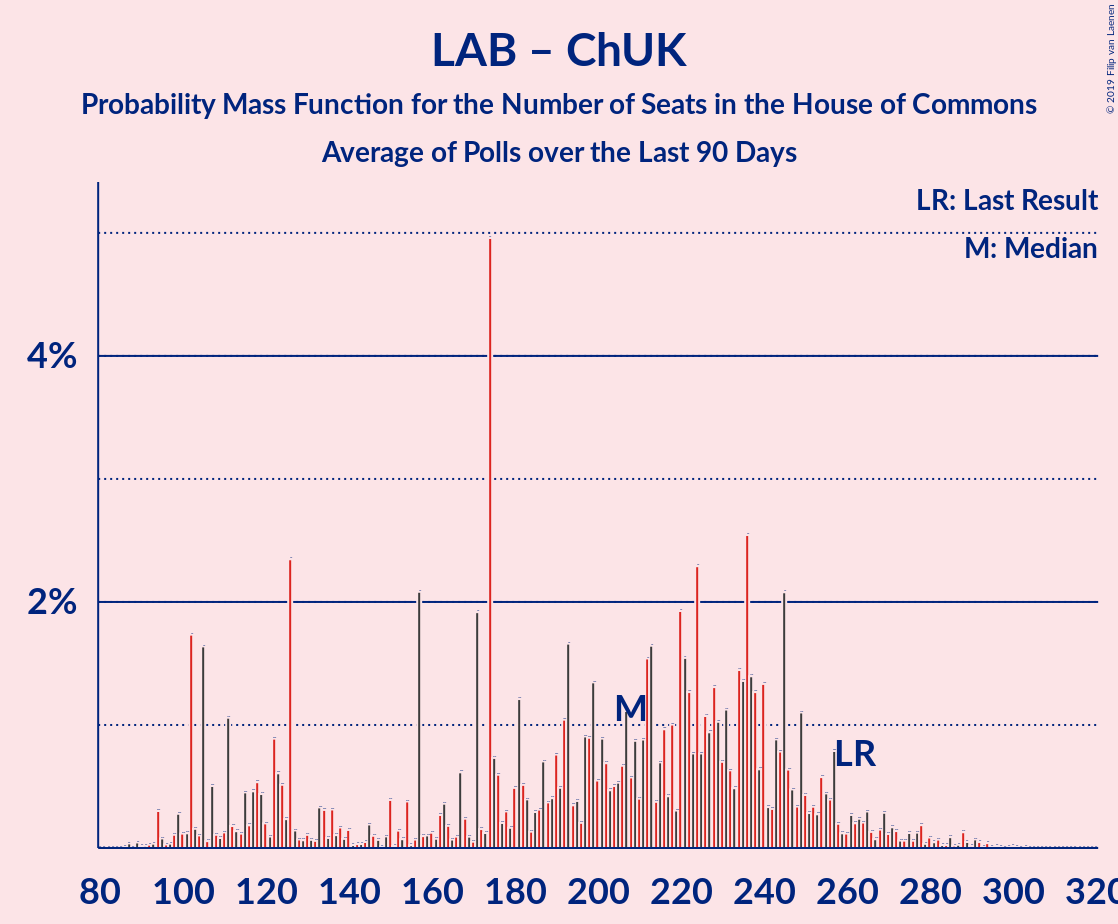 LAB – ChUK
Probability Mass Function for the Number of Seats in the House of Commons
Average of Polls over the Last 90 Days
© 2019 Filip van Laenen
LR: Last Result
M: Median
4%
2%
M
LR
80 100 120 140 160 180 200 220 240 260 280 300 320